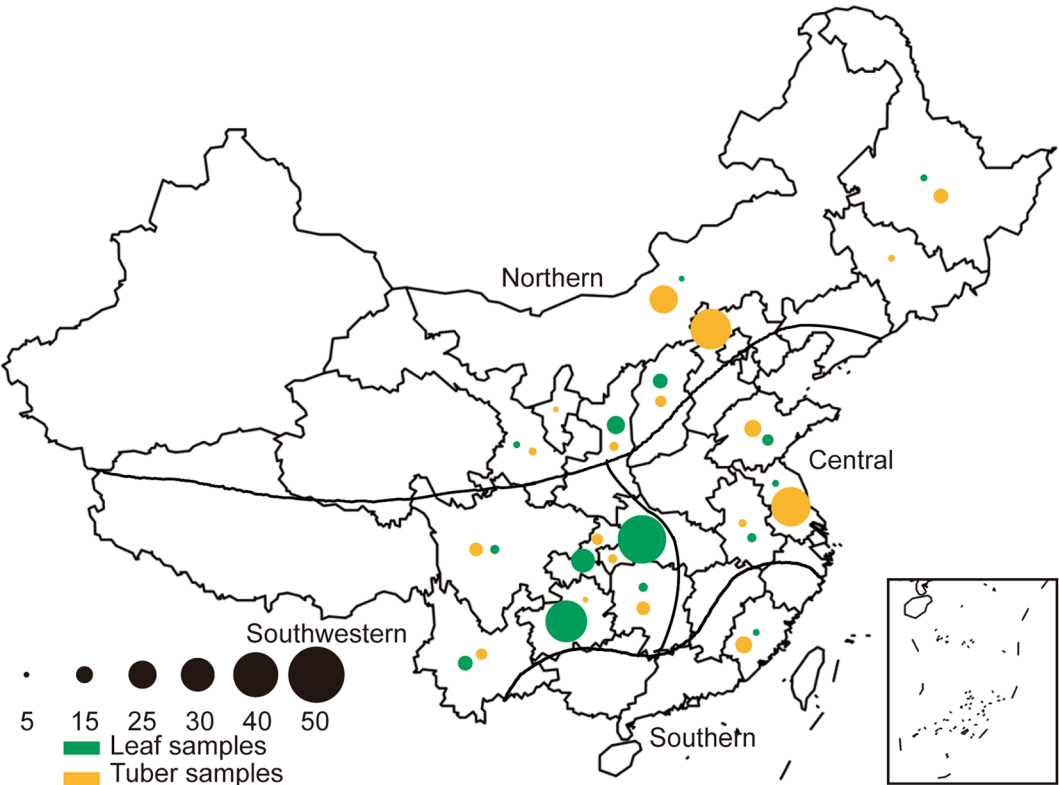 Northern
Central
Southwestern
5 15 25 30 40 50
Southern
Leaf samples
Tuber samples